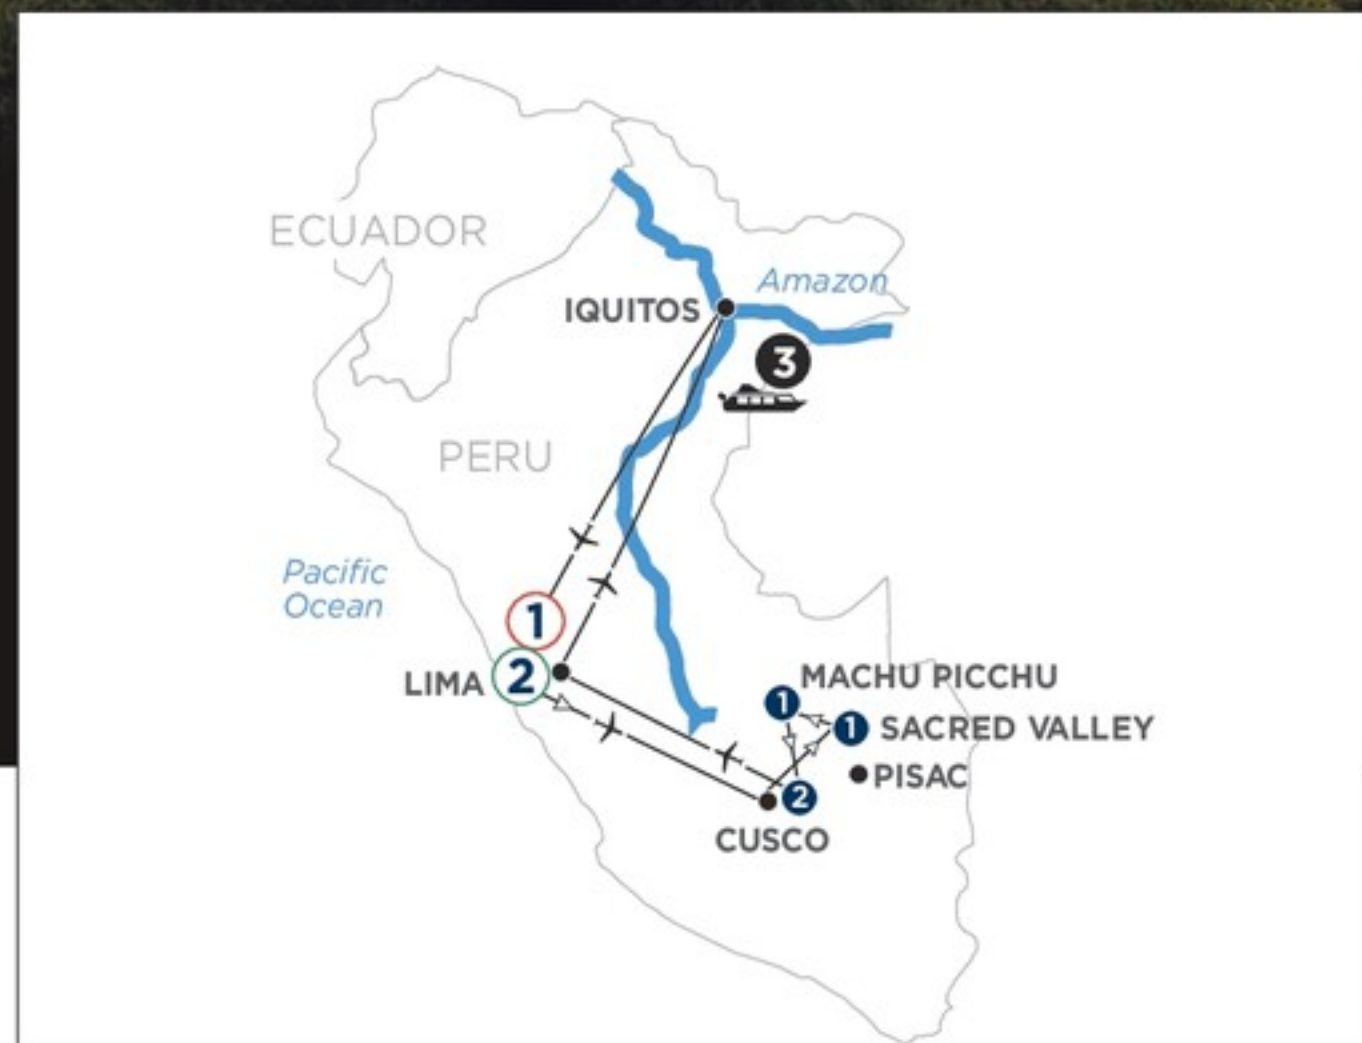 ECUADOR
Amazon
IQUITOS
3
PERU
Pacific
Ocean
1
LIMA 2
MACHU PICCHU
1
1 SACRED VALLEY
PISAC
2
CUSCO